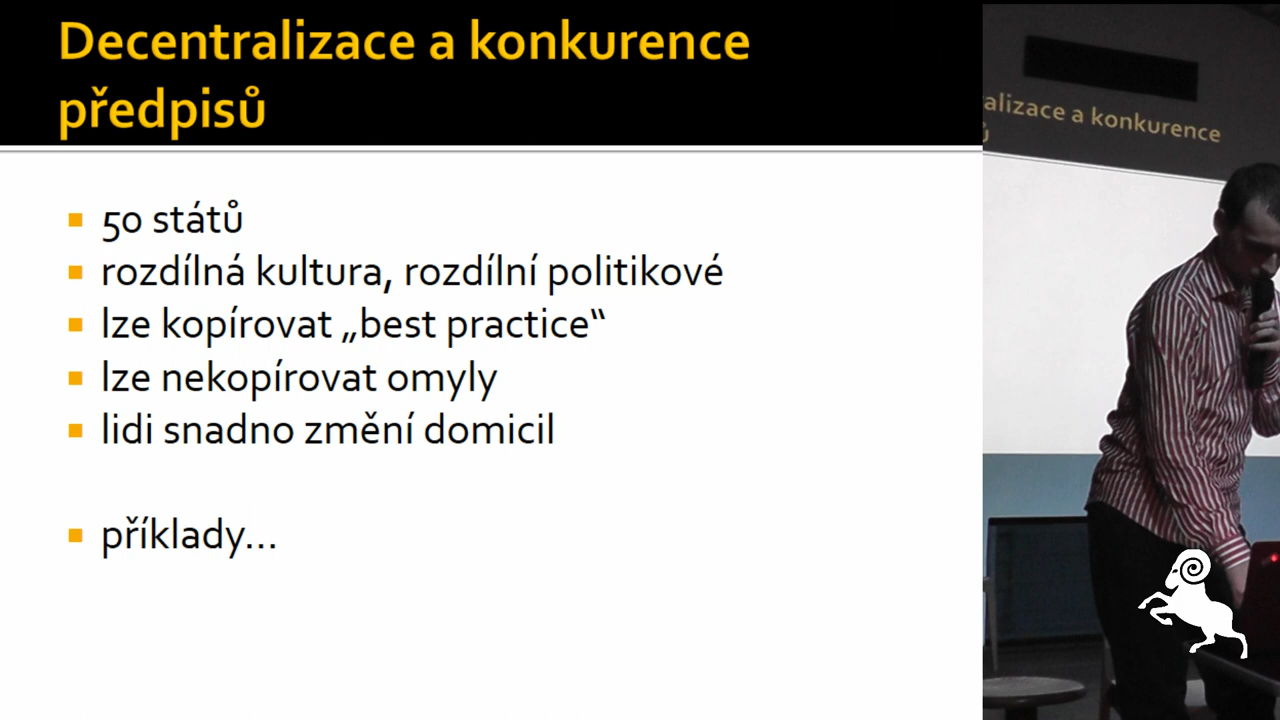 Decentralizace a konkurence
předpisů
50 států
rozdílná kultura, rozdílní politikové
lze kopírovat „best practice“
lze nekopírovat omyly
lidi snadno změní domicil
příklady...
alizace a konkurence
ů